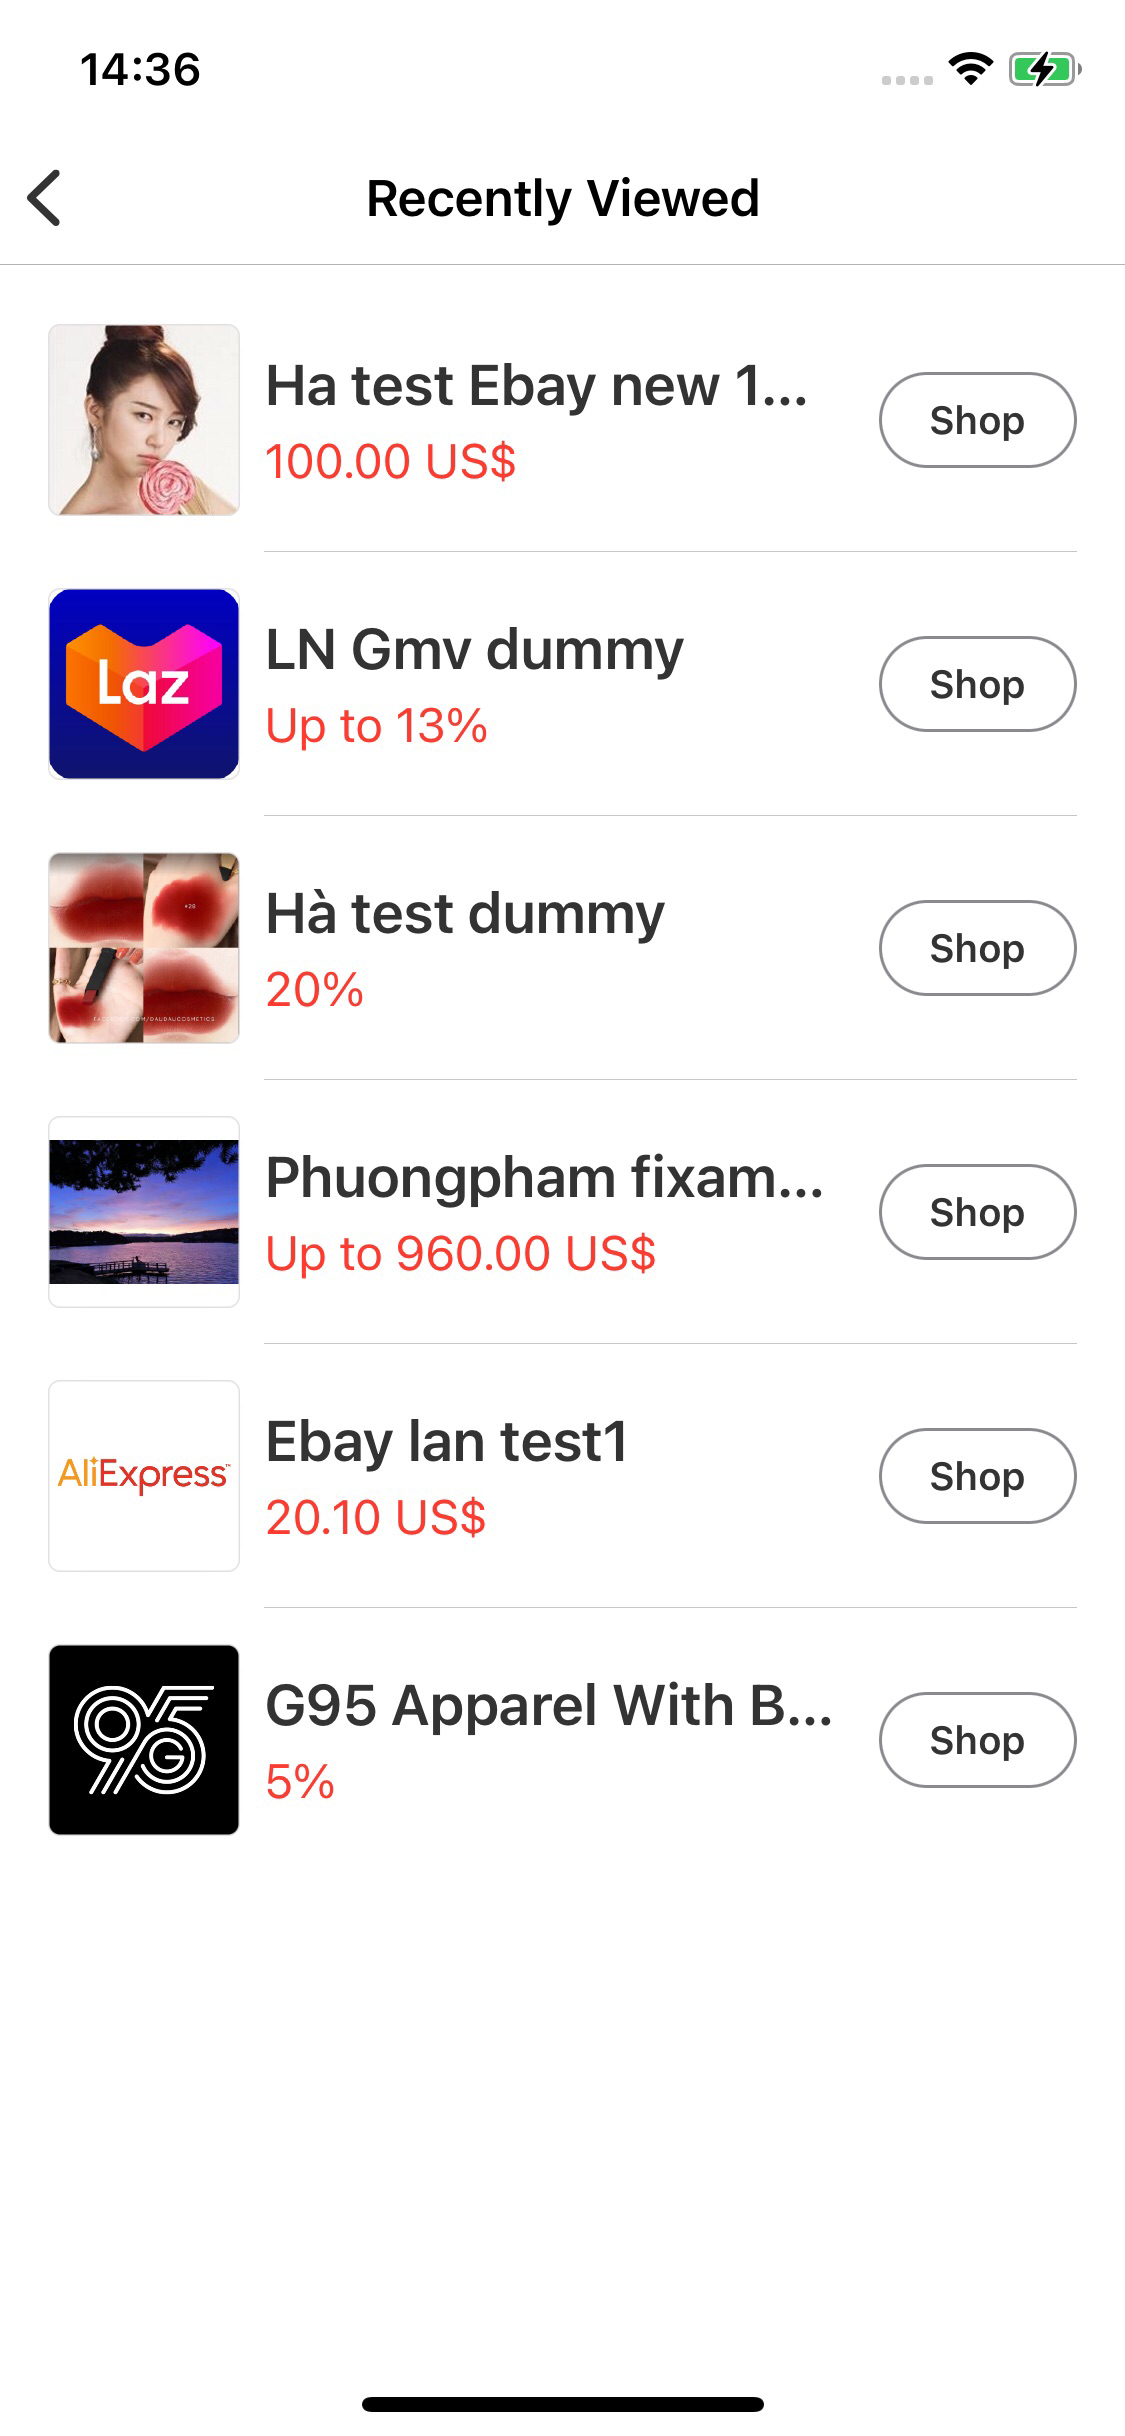 14:36
Recently Viewed
Ha test Ebay new 1...
100.00 US$
Shop
Laz
LN Gmv dummy
Up to 13%
Shop
Hà test dummy
20%
Shop
Phuongpham fixam...
Up to 960.00 US$
Shop
AliExpress™
Ebay lan test1
20.10 US$
Shop
95
G
G95 Apparel With B...
5%
Shop